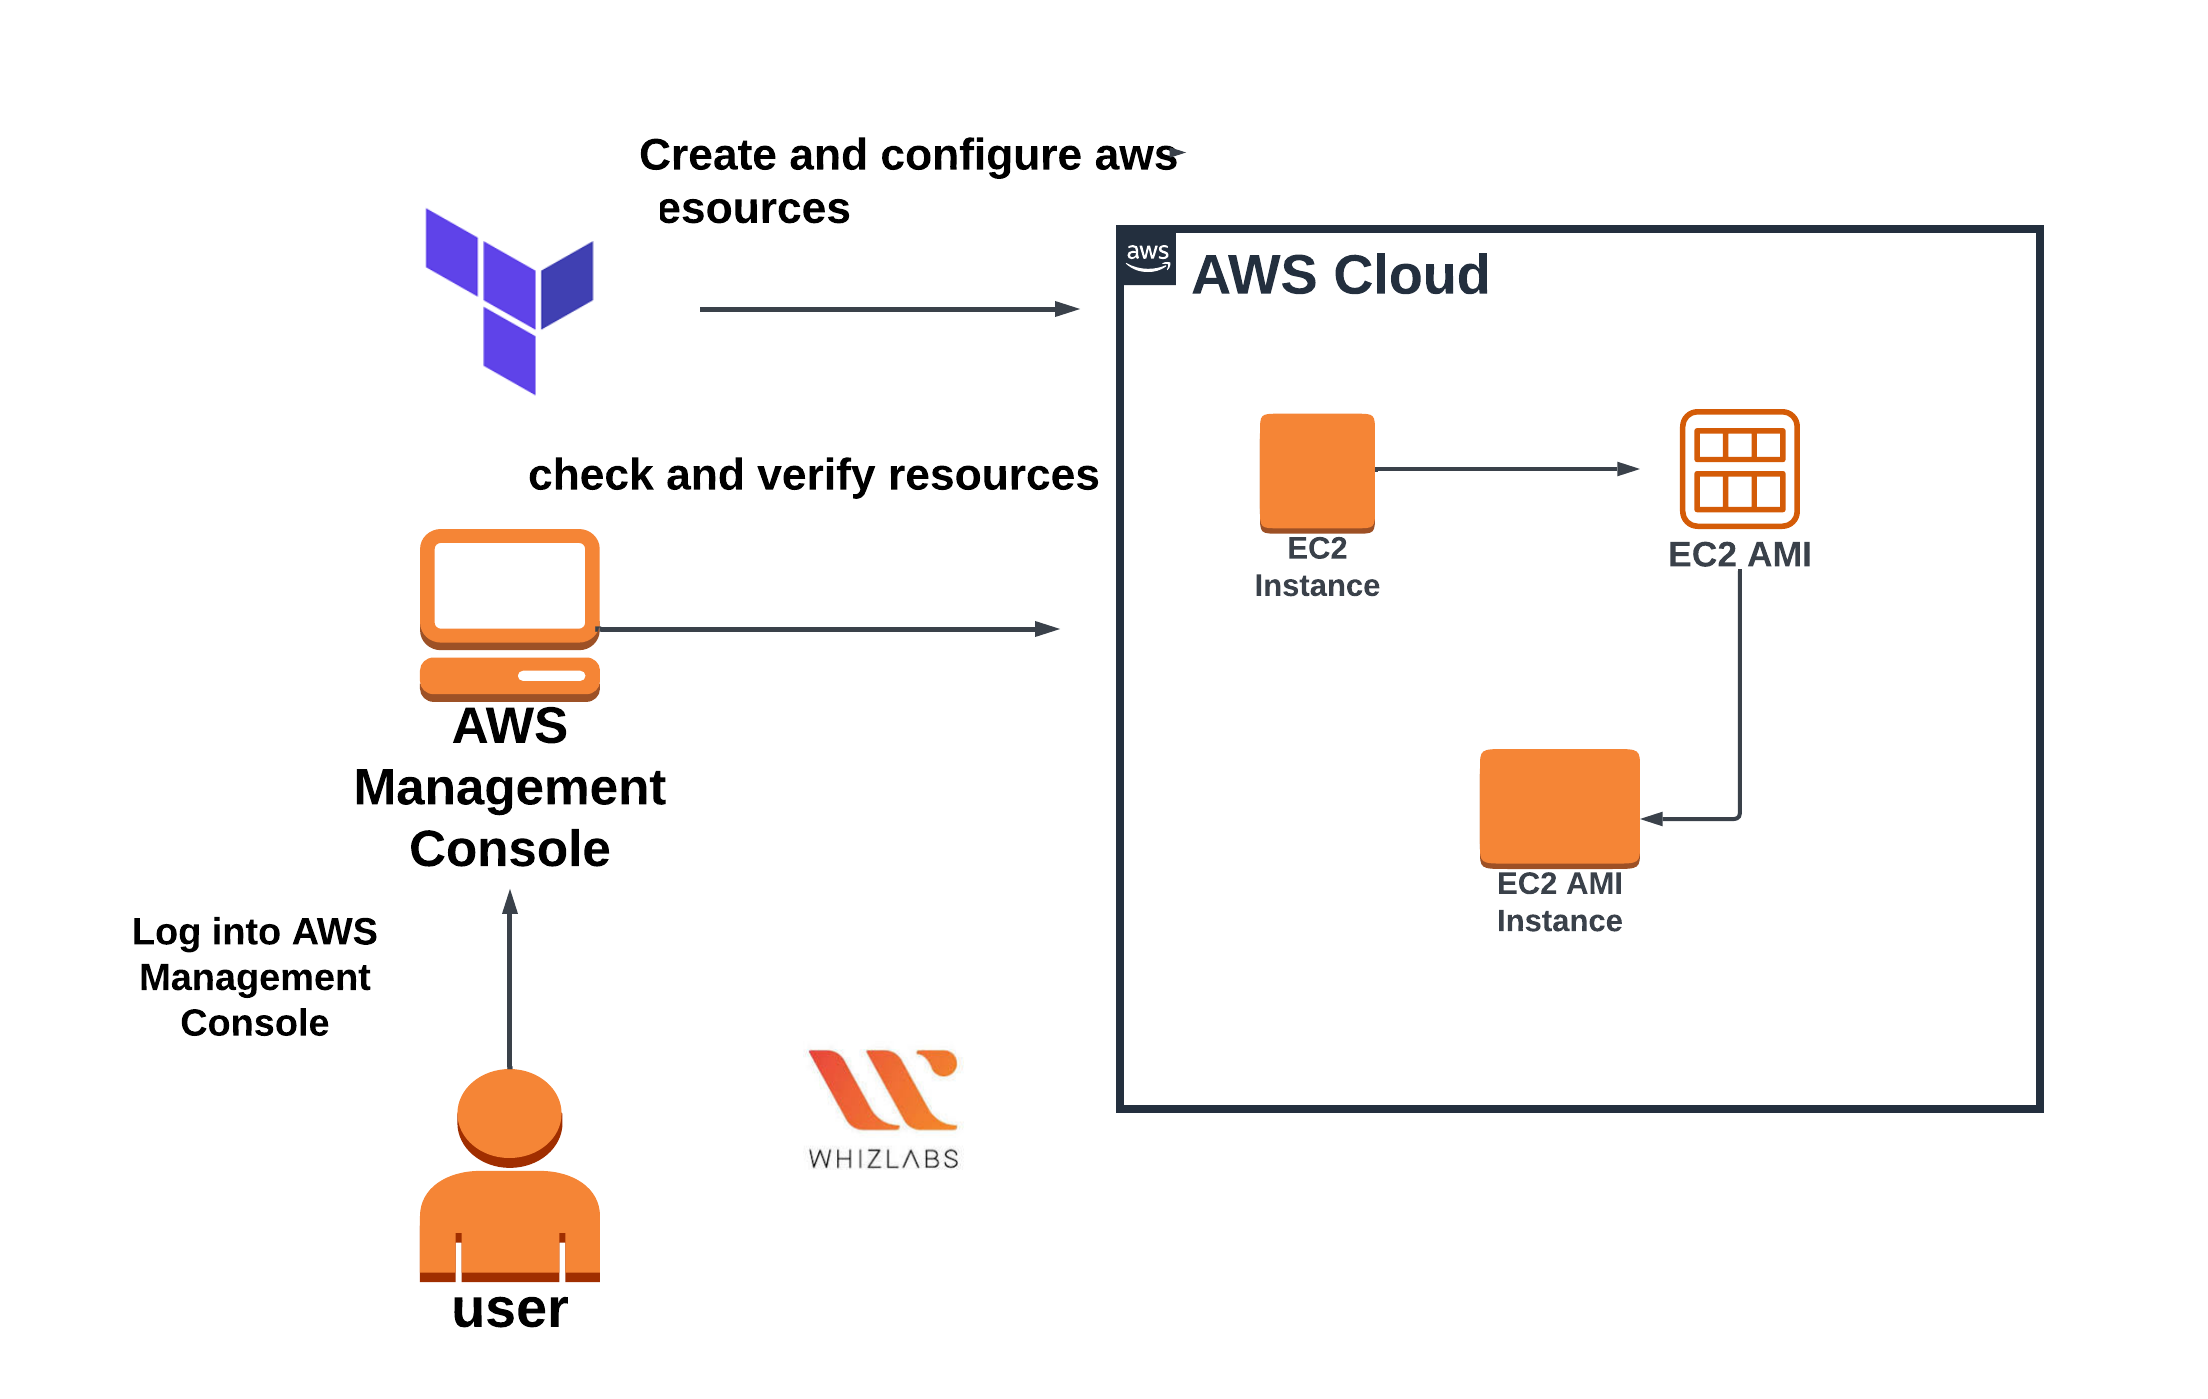 Create and configure aws
esources
aws
AWS Cloud
check and verify resources
EC2
Instance
EC2 AMI
AWS
Management
Console
EC2 AMI
Instance
Log into AWS
Management
Console
WHIZLABS
user